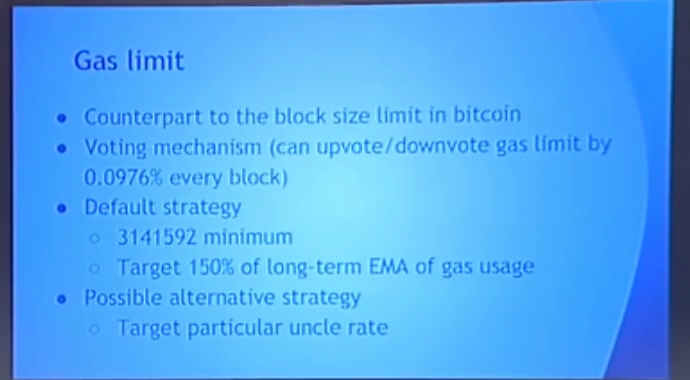 Gas limit
• Counterpart to the block size limit in bitcoin
• Voting mechanism (can upvote/downvote gas limit by
0.0976% every block)
• Default strategy
○ 3141592 minimum
○ Target 150% of long-term EMA of gas usage
• Possible alternative strategy
○ Target particular uncle rate